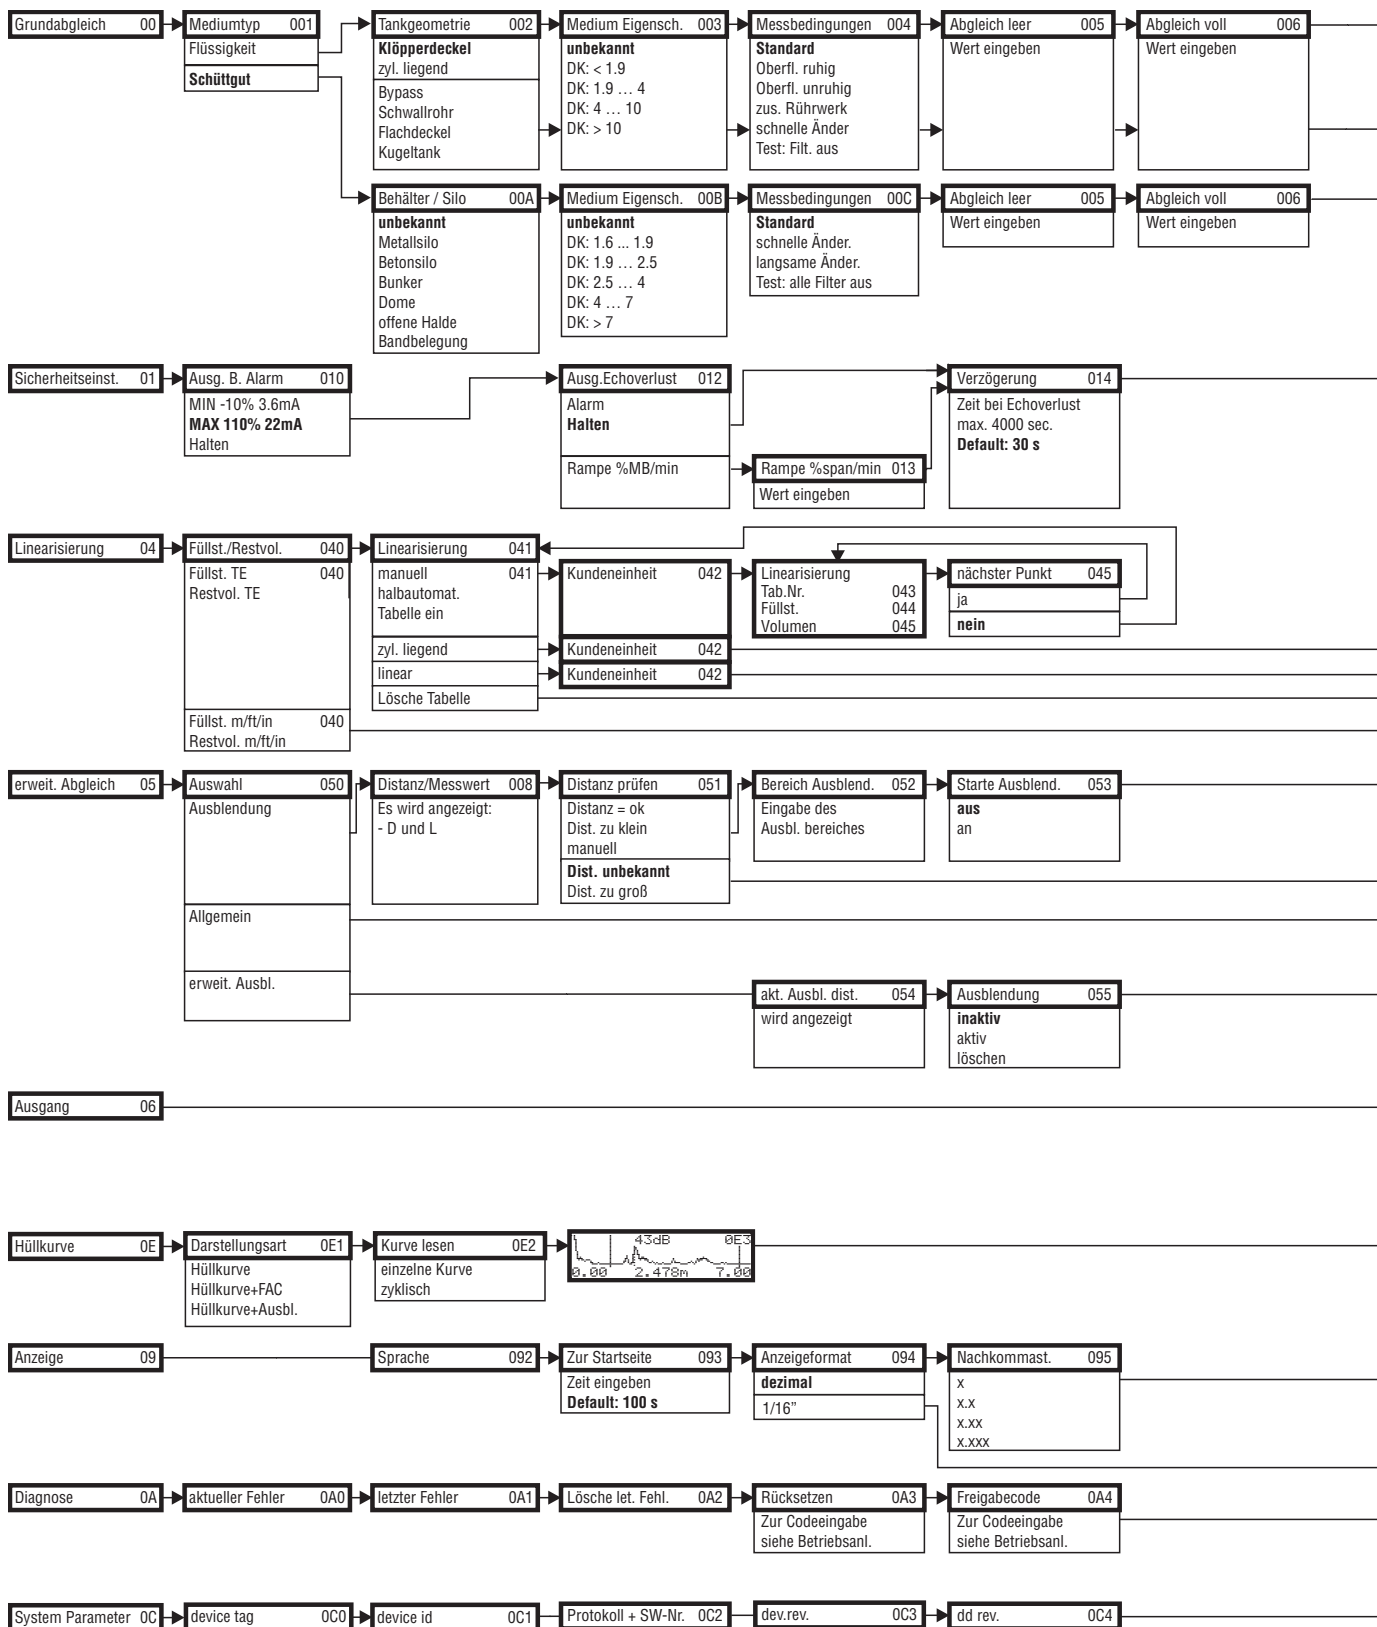 Grundabgleich 00
Mediumtyp 001
Flüssigkeit
Schüttgut
Tankgeometrie 002
Klöpperdeckel
zyl. liegend
Bypass
Schwallrohr
Flachdeckel
Kugeltank
Medium Eigensch. 003
unbekannt
DK: < 1.9
DK: 1.9 … 4
DK: 4 … 10
DK: > 10
Messbedingungen 004
Standard
Oberfl. ruhig
Oberfl. unruhig
zus. Rührwerk
schnelle Änder
Test: Filt. aus
Abgleich leer 005
Wert eingeben
Abgleich voll 006
Wert eingeben
Behälter / Silo 00A
unbekannt
Metallsilo
Betonsilo
Bunker
Dome
offene Halde
Bandbelegung
Medium Eigensch. 00B
unbekannt
DK: 1.6 ... 1.9
DK: 1.9 … 2.5
DK: 2.5 … 4
DK: 4 … 7
DK: > 7
Messbedingungen 00C
Standard
schnelle Änder.
langsame Änder.
Test: alle Filter aus
Abgleich leer 005
Wert eingeben
Abgleich voll 006
Wert eingeben
Sicherheitseinst. 01
Ausg. B. Alarm 010
MIN -10% 3.6mA
MAX 110% 22mA
Halten
Ausg.Echoverlust 012
Alarm
Halten
Rampe %MB/min
Rampe %span/min 013
Wert eingeben
Verzögerung 014
Zeit bei Echoverlust
max. 4000 sec.
Default: 30 s
Linearisierung 04
Füllst./Restvol. 040
Füllst. TE 040
Restvol. TE
Füllst. m/ft/in 040
Restvol. m/ft/in
Linearisierung 041
manuell 041
halbautomat.
Tabelle ein
zyl. liegend
linear
Lösche Tabelle
Kundeneinheit 042
Kundeneinheit 042
Kundeneinheit 042
Linearisierung
Tab.Nr. 043
Füllst. 044
Volumen 045
nächster Punkt 045
ja
nein
erweit. Abgleich 05
Auswahl 050
Ausblendung
Allgemein
erweit. Ausbl.
Distanz/Messwert 008
Es wird angezeigt:
- D und L
Distanz prüfen 051
Distanz = ok
Dist. zu klein
manuell
Dist. unbekannt
Dist. zu groß
Bereich Ausblend. 052
Eingabe des
Ausbl. bereiches
Starte Ausblend. 053
aus
an
akt. Ausbl. dist. 054
wird angezeigt
Ausblendung 055
inaktiv
aktiv
löschen
Ausgang 06
Hüllkurve 0E
Darstellungsart 0E1
Hüllkurve
Hüllkurve+FAC
Hüllkurve+Ausbl.
Kurve lesen 0E2
einzelne Kurve
zyklisch
43dB 0E3
0.00 2.478m 7.00
Anzeige 09
Sprache 092
Zur Startseite 093
Zeit eingeben
Default: 100 s
Anzeigeformat 094
dezimal
1/16”
Nachkommast. 095
x
x.x
x.xx
x.xxx
Diagnose 0A
aktueller Fehler 0A0
letzter Fehler 0A1
Lösche let. Fehl. 0A2
Rücksetzen 0A3
Zur Codeeingabe
siehe Betriebsanl.
Freigabecode 0A4
Zur Codeeingabe
siehe Betriebsanl.
System Parameter 0C
device tag 0C0
device id 0C1
Protokoll + SW-Nr. 0C2
dev.rev. 0C3
dd rev. 0C4